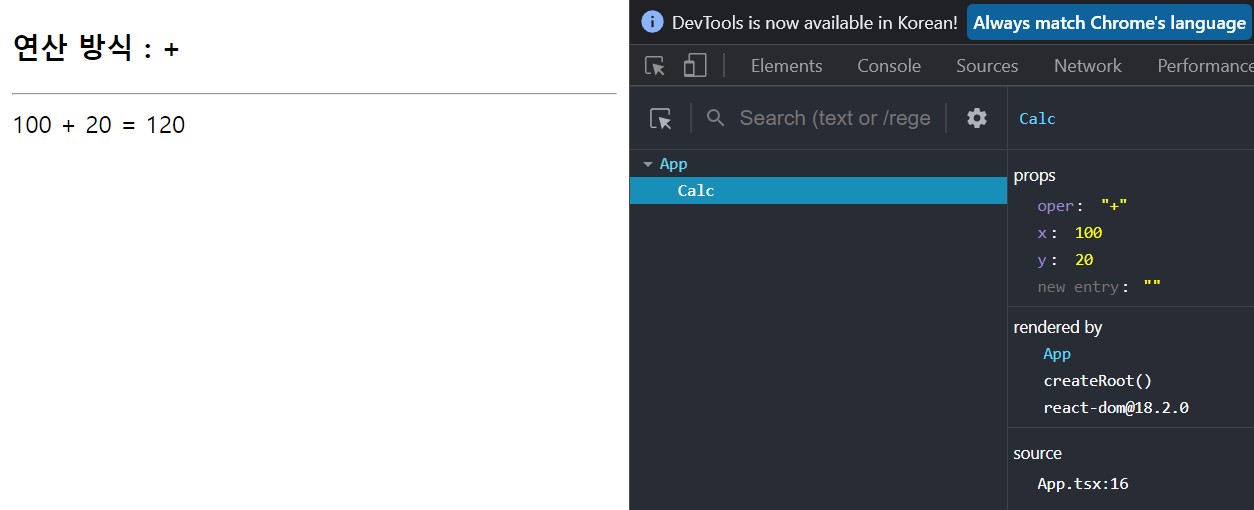 연산 방식 : +
100 + 20 = 120
DevTools is now available in Korean! Always match Chrome's language
Elements Console Sources Network Performance
Search (text or /rege
Calc
App
Calc
props
oper: "+"
x: 100
y: 20
new entry: ""
rendered by
App
createRoot()
react-dom@18.2.0
source
App.tsx:16